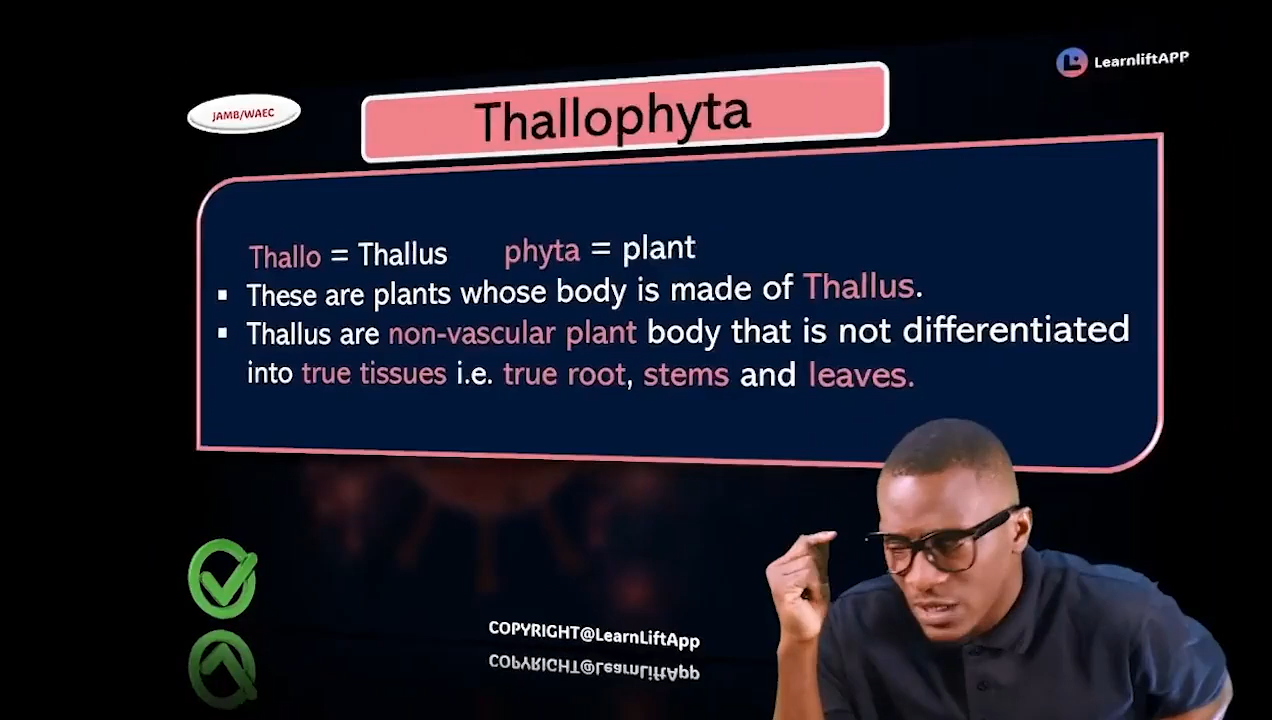 LearnliftAPP
JAMB/WAEC
Thallophyta
Thallo = Thallus phyta = plant
▪ These are plants whose body is made of Thallus.
▪ Thallus are non-vascular plant body that is not differentiated
into true tissues i.e. true root, stems and leaves.
COPYRIGHT@LearnLiftApp
COPYRIGHT@LearnLiftApp